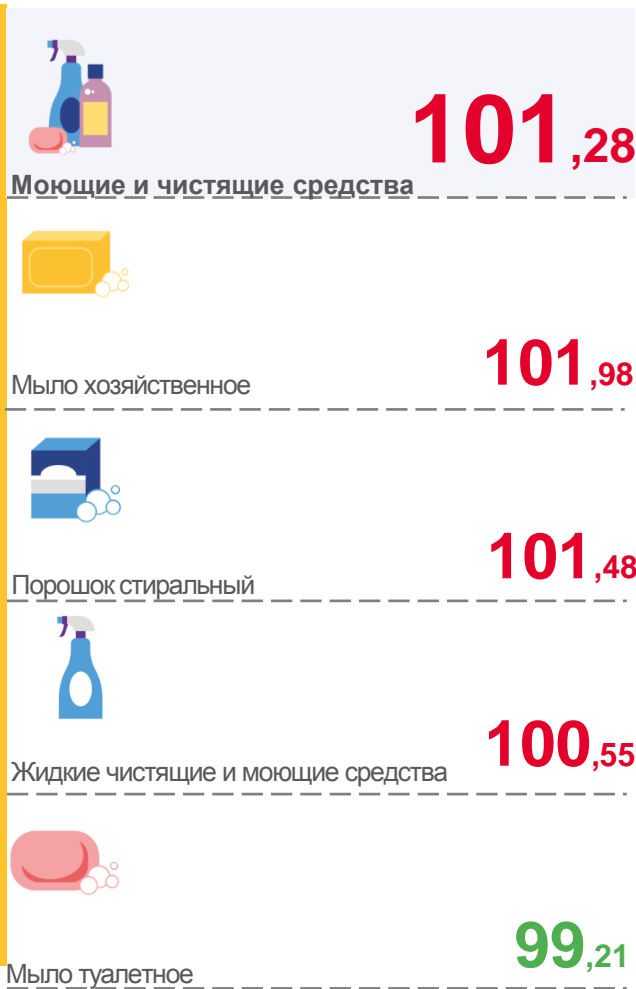 101,28
Моющие и чистящие средства
101,98
Мыло хозяйственное
101,48
Порошок стиральный
100,55
Жидкие чистящие и моющие средства
99,21
Мыло туалетное